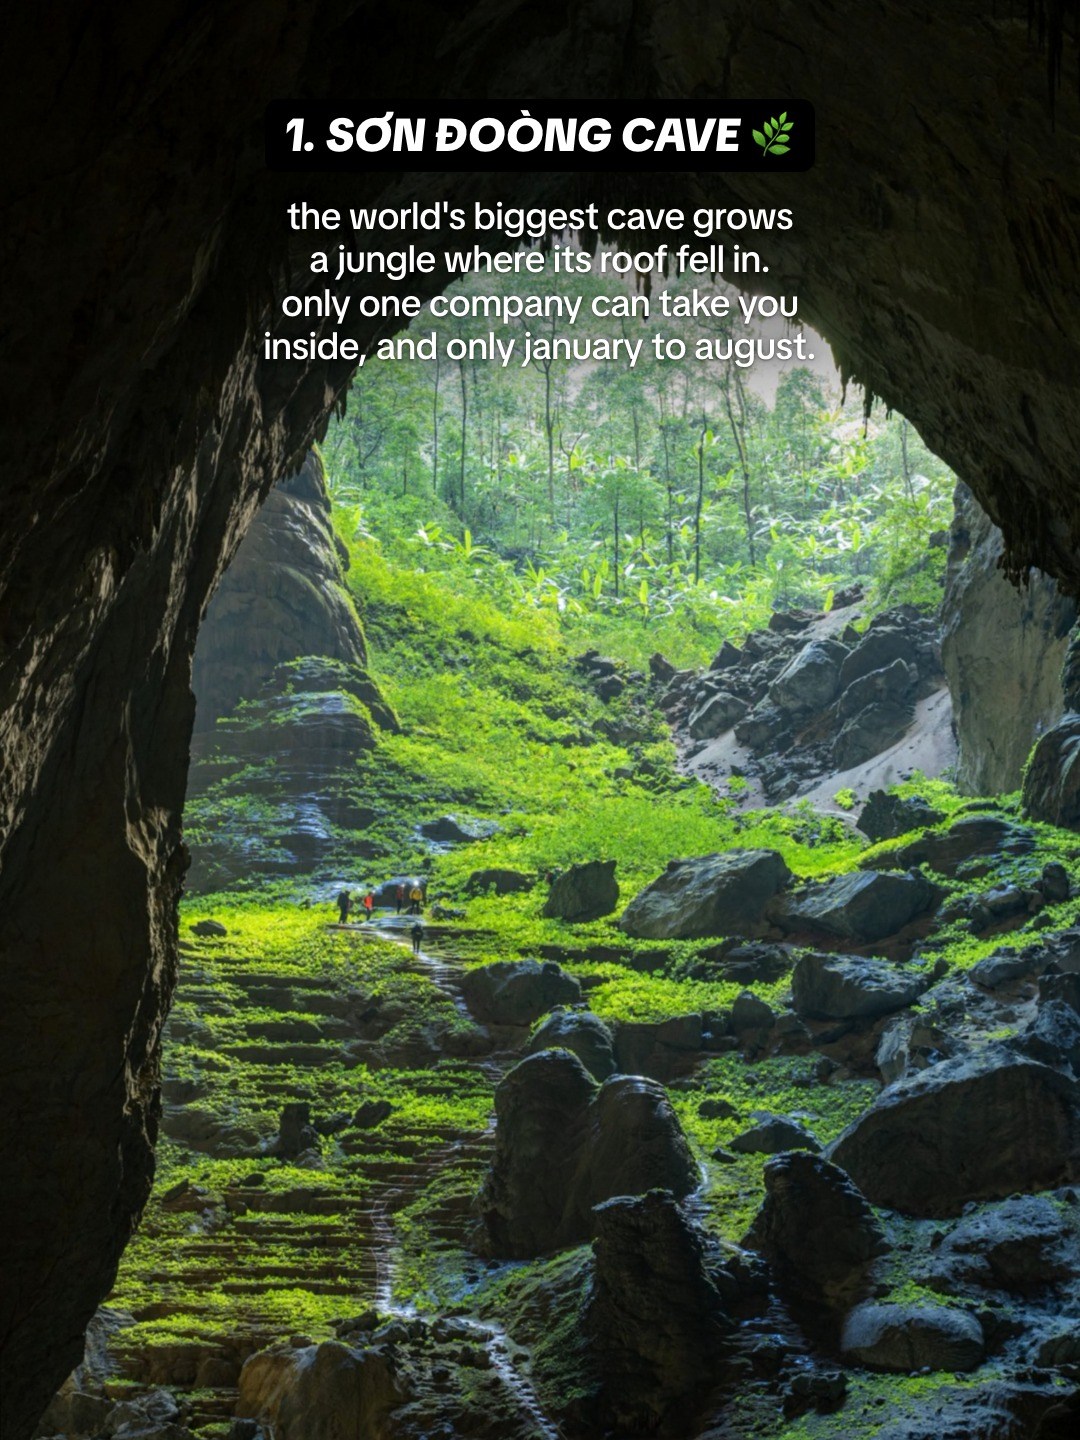 1. SƠN ĐOÒNG CAVE 🌿
the world's biggest cave grows
a jungle where its roof fell in.
only one company can take you
inside, and only january to august.